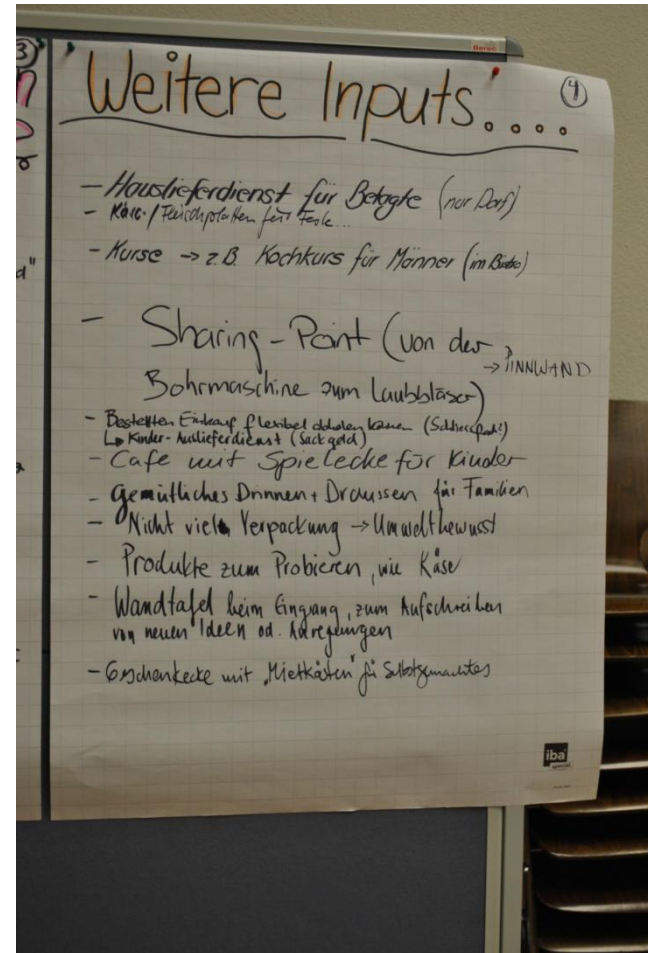 Berec
3
d"
Weitere Inputs....
4
- Hauslieferdienst für Betagte (nur Dorf)
- Käse-/Fleischplatten für Feste...
- Kurse → z.B. Kochkurs für Männer (im Bistro)
- Sharing-Point (von der
→ PINNWAND
Bohrmaschine zum Laubbläser)
- Bestellten Einkauf flexibel abholen können
↳ Kinder-Auslieferdienst (Sackgeld)
- Cafe mit Spielecke für Kinder
- Gemütliches Drinnen + Draussen für Familien
- Nicht viel Verpackung → Umweltbewusst
- Produkte zum Probieren, wie Käse
- Wandtafel beim Eingang, zum Aufschreiben
von neuen Ideen od. Anregungen
- Geschenkecke mit "Mietkästen" für Selbstgemachtes
iba